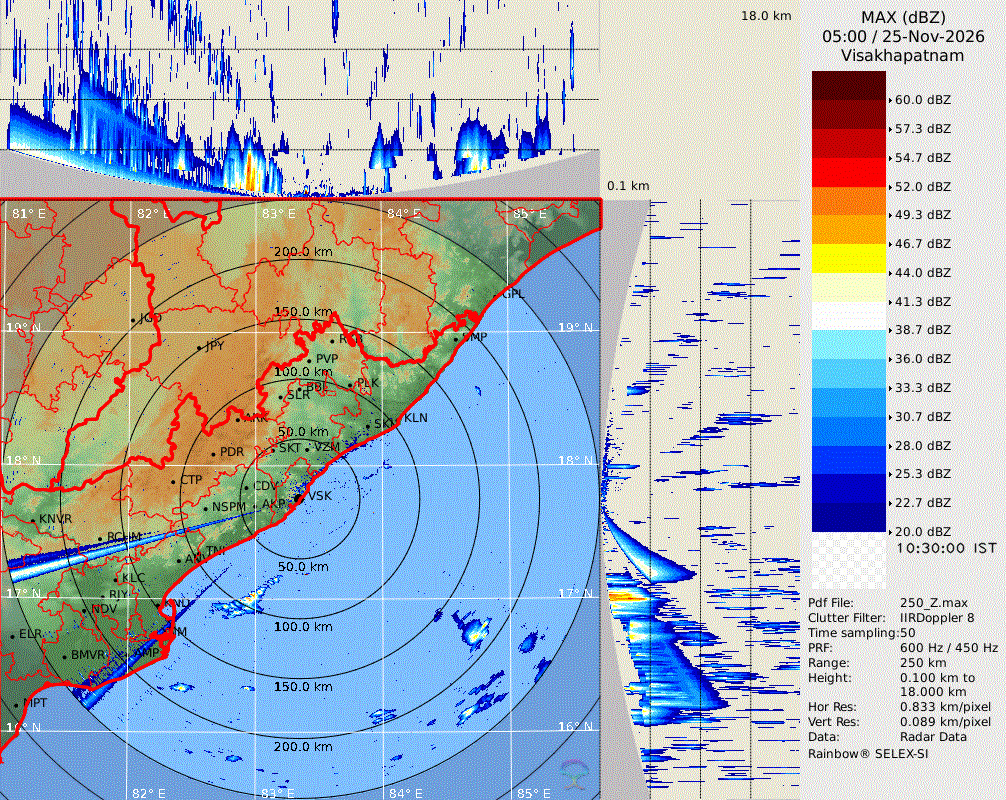 18.0 km
MAX (dBZ)
05:00 / 25-Nov-2026
Visakhapatnam
60.0 dBZ
57.3 dBZ
54.7 dBZ
52.0 dBZ
49.3 dBZ
46.7 dBZ
44.0 dBZ
41.3 dBZ
38.7 dBZ
36.0 dBZ
33.3 dBZ
30.7 dBZ
28.0 dBZ
25.3 dBZ
22.7 dBZ
20.0 dBZ
10:30:00 IST
0.1 km
81° E 82° E 83° E 84° E 85° E
200.0 km
GPL
150.0 km
JGD
19° N 19° N
JPY
SMP
PVP
100.0 km
PLK
BBL
SLR
KLN
SKL
50.0 km
SKT
VZM
PDR
18° N 18° N
CTP
CDV
VSK
NSPM
AKP
KNVR
TNI
50.0 km
KLC
RJY
17° N 17° N
NDV
100.0 km
ELR
BMVR
150.0 km
MPT
16° N 16° N
200.0 km
82° E 83° E 84° E 85° E
Pdf File: 250_Z.max
Clutter Filter: IIRDoppler 8
Time sampling:50
PRF: 600 Hz / 450 Hz
Range: 250 km
Height: 0.100 km to
18.000 km
Hor Res: 0.833 km/pixel
Vert Res: 0.089 km/pixel
Data: Radar Data
Rainbow® SELEX-SI